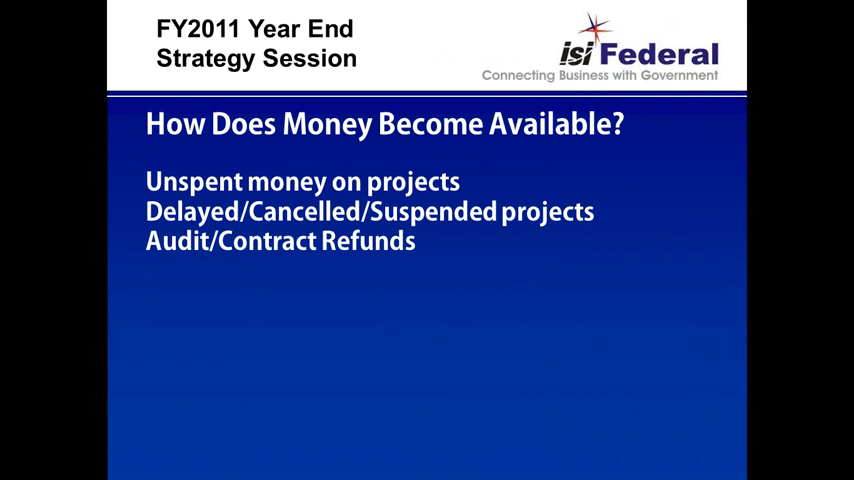 FY2011 Year End
Strategy Session
isi Federal
Connecting Business with Government
How Does Money Become Available?
Unspent money on projects
Delayed/Cancelled/Suspended projects
Audit/Contract Refunds